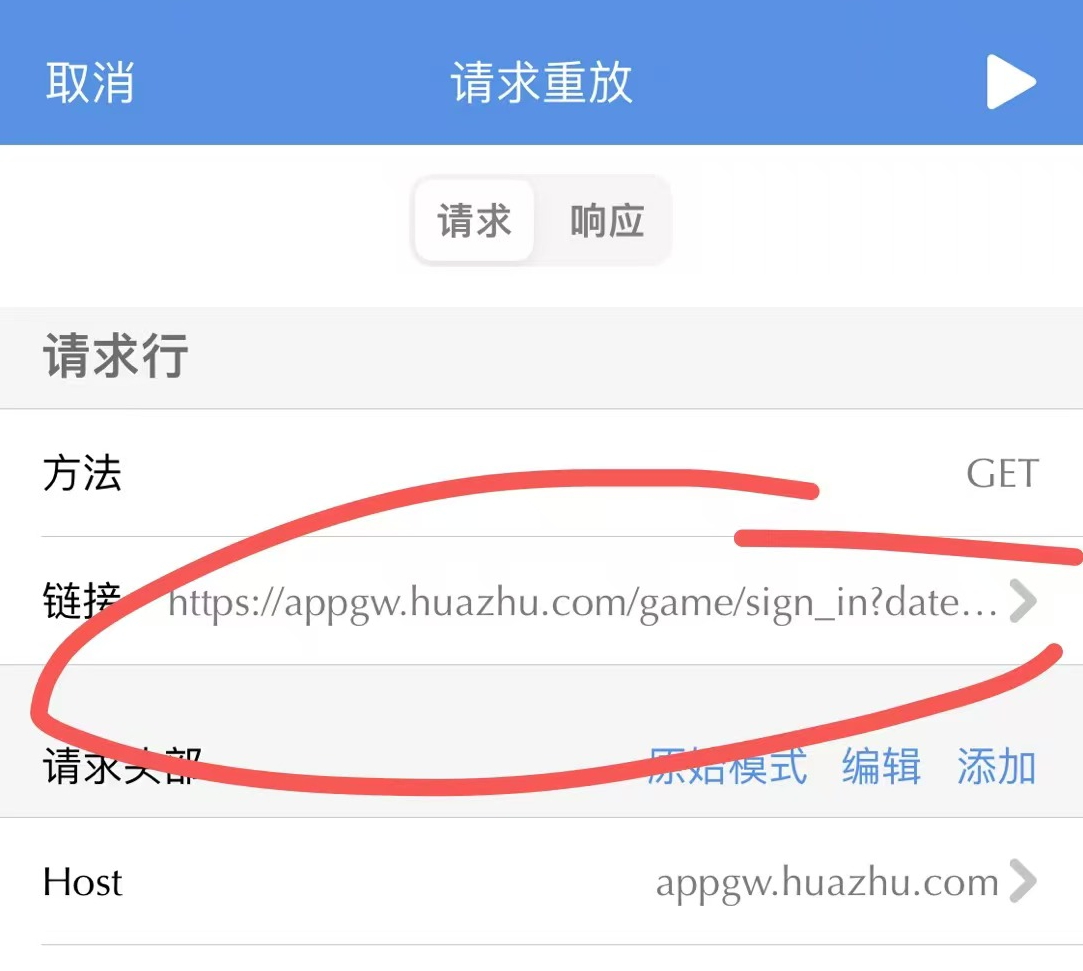 取消 请求重放
请求 响应
请求行
方法 GET
链接 https://appgw.huazhu.com/game/sign_in?date...
请求头部 原始模式 编辑 添加
Host appgw.huazhu.com